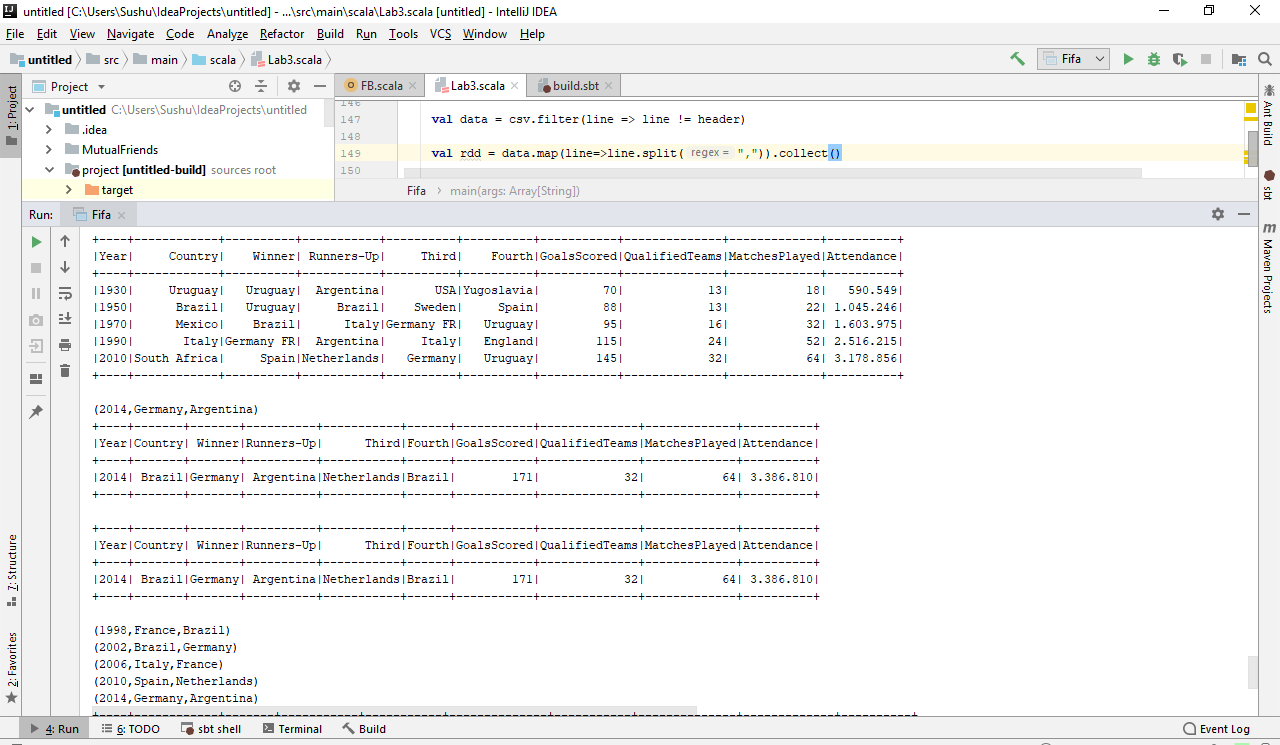 untitled [C:\Users\Sushu\IdeaProjects\untitled] - ...\src\main\scala\Lab3.scala [untitled] - IntelliJ IDEA
File Edit View Navigate Code Analyze Refactor Build Run Tools VCS Window Help
untitled src main scala Lab3.scala Fifa
1: Project
Project
FB.scala Lab3.scala build.sbt
untitled C:\Users\Sushu\IdeaProjects\untitled
.idea
MutualFriends
project [untitled-build] sources root
target
146
147 val data = csv.filter(line => line != header)
148
149 val rdd = data.map(line=>line.split( regex = ",")).collect()
150
Fifa main(args: Array[String])
Ant Build
sbt
Maven Projects
Run: Fifa
+----+------------+----------+-----------+----------+----------+-----------+--------------+-------------+----------+
|Year| Country| Winner| Runners-Up| Third| Fourth|GoalsScored|QualifiedTeams|MatchesPlayed|Attendance|
+----+------------+----------+-----------+----------+----------+-----------+--------------+-------------+----------+
|1930| Uruguay| Uruguay| Argentina| USA|Yugoslavia| 70| 13| 18| 590.549|
|1950| Brazil| Uruguay| Brazil| Sweden| Spain| 88| 13| 22| 1.045.246|
|1970| Mexico| Brazil| Italy|Germany FR| Uruguay| 95| 16| 32| 1.603.975|
|1990| Italy|Germany FR| Argentina| Italy| England| 115| 24| 52| 2.516.215|
|2010|South Africa| Spain|Netherlands| Germany| Uruguay| 145| 32| 64| 3.178.856|
+----+------------+----------+-----------+----------+----------+-----------+--------------+-------------+----------+
(2014,Germany,Argentina)
+----+-------+-------+----------+-----------+------+-----------+--------------+-------------+----------+
|Year|Country| Winner|Runners-Up| Third|Fourth|GoalsScored|QualifiedTeams|MatchesPlayed|Attendance|
+----+-------+-------+----------+-----------+------+-----------+--------------+-------------+----------+
|2014| Brazil|Germany| Argentina|Netherlands|Brazil| 171| 32| 64| 3.386.810|
+----+-------+-------+----------+-----------+------+-----------+--------------+-------------+----------+
+----+-------+-------+----------+-----------+------+-----------+--------------+-------------+----------+
|Year|Country| Winner|Runners-Up| Third|Fourth|GoalsScored|QualifiedTeams|MatchesPlayed|Attendance|
+----+-------+-------+----------+-----------+------+-----------+--------------+-------------+----------+
|2014| Brazil|Germany| Argentina|Netherlands|Brazil| 171| 32| 64| 3.386.810|
+----+-------+-------+----------+-----------+------+-----------+--------------+-------------+----------+
(1998,France,Brazil)
(2002,Brazil,Germany)
(2006,Italy,France)
(2010,Spain,Netherlands)
(2014,Germany,Argentina)
7: Structure
2: Favorites
4: Run 6: TODO sbt shell Terminal Build Event Log